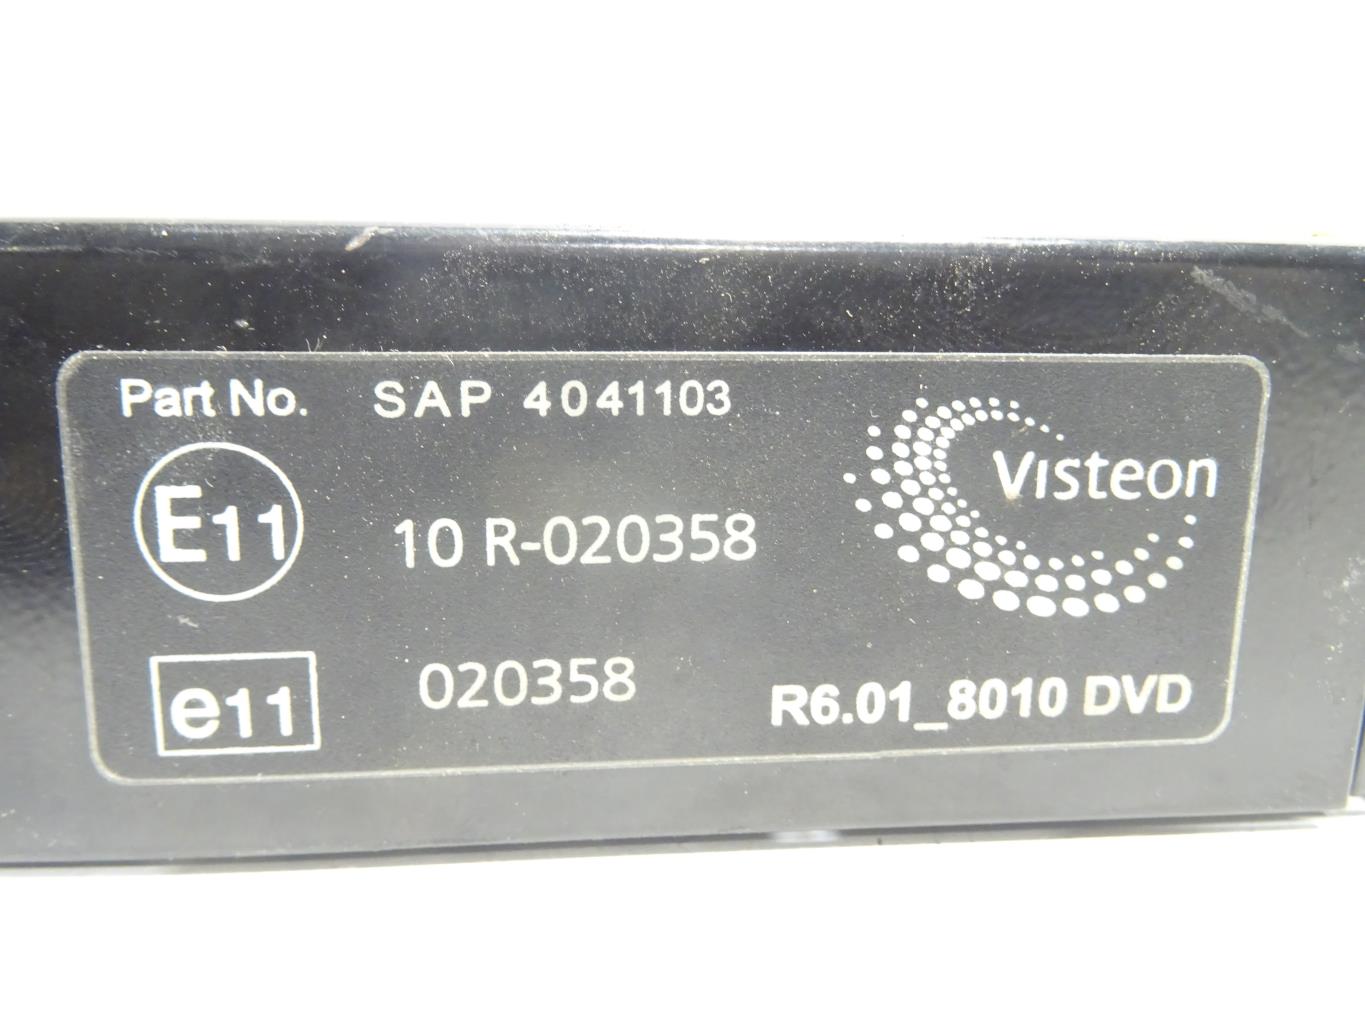 Part No. SAP 4041103
E11 10 R-020358
Visteon
e11 020358
R6.01_8010 DVD